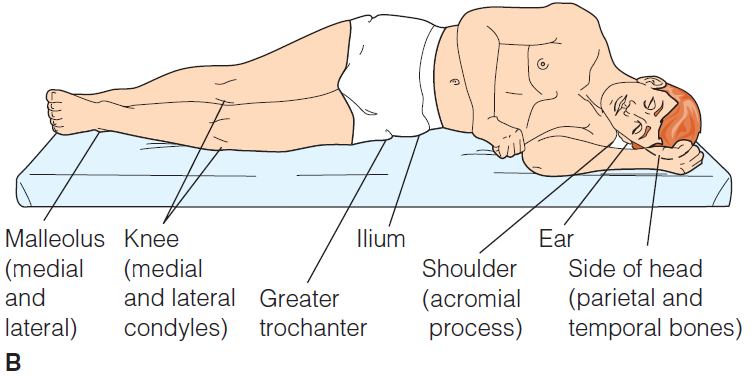 Malleolus
(medial
and
lateral)
Knee
(medial
and lateral
condyles)
Greater
trochanter
Ilium
Shoulder
(acromial
process)
Ear
Side of head
(parietal and
temporal bones)
B